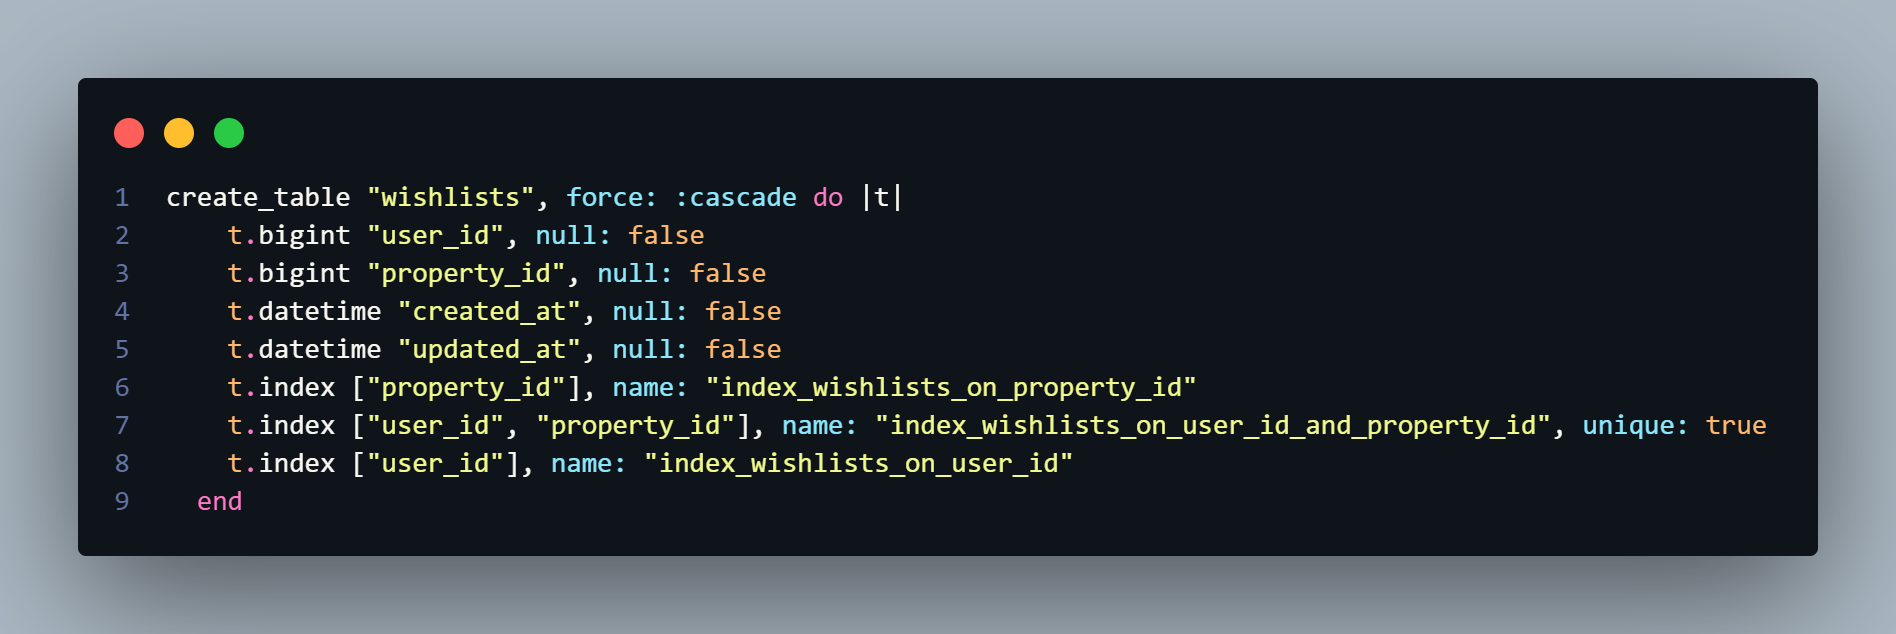 1 create_table "wishlists", force: :cascade do |t|
2     t.bigint "user_id", null: false
3     t.bigint "property_id", null: false
4     t.datetime "created_at", null: false
5     t.datetime "updated_at", null: false
6     t.index ["property_id"], name: "index_wishlists_on_property_id"
7     t.index ["user_id", "property_id"], name: "index_wishlists_on_user_id_and_property_id", unique: true
8     t.index ["user_id"], name: "index_wishlists_on_user_id"
9   end